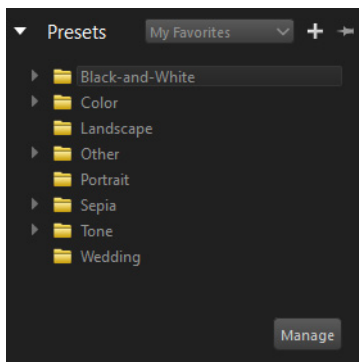 Presets My Favorites
Black-and-White
Color
Landscape
Other
Portrait
Sepia
Tone
Wedding
Manage